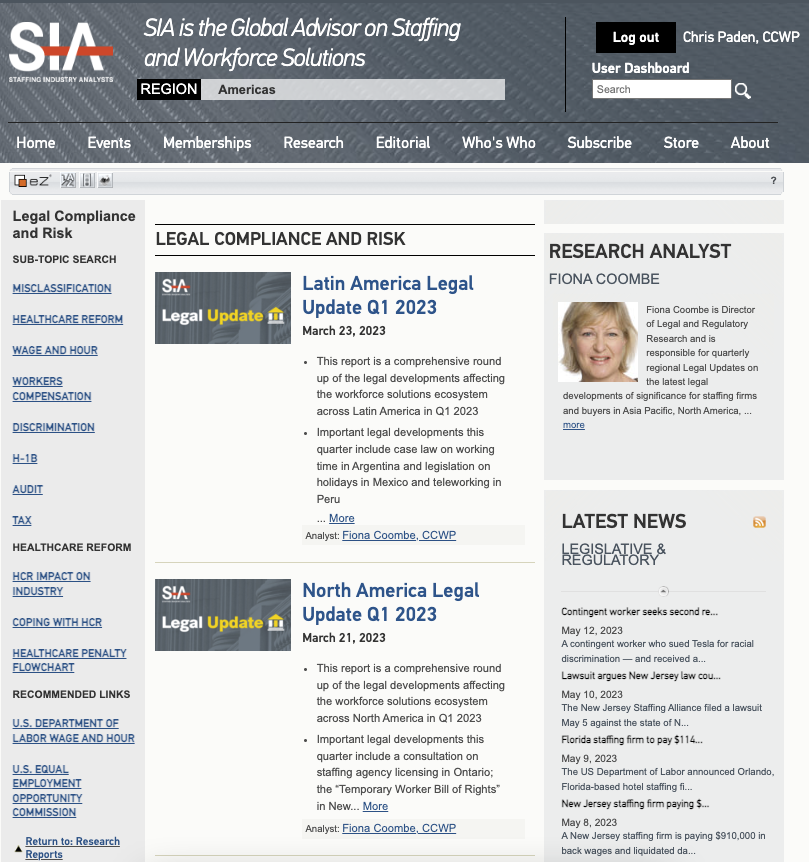 SIA
STAFFING INDUSTRY ANALYSTS
SIA is the Global Advisor on Staffing
and Workforce Solutions
REGION Americas
Log out Chris Paden, CCWP
User Dashboard
Search
Home Events Memberships Research Editorial Who's Who Subscribe Store About
eZ ?
Legal Compliance
and Risk
SUB-TOPIC SEARCH
MISCLASSIFICATION
HEALTHCARE REFORM
WAGE AND HOUR
WORKERS
COMPENSATION
DISCRIMINATION
H-1B
AUDIT
TAX
HEALTHCARE REFORM
HCR IMPACT ON
INDUSTRY
COPING WITH HCR
HEALTHCARE PENALTY
FLOWCHART
RECOMMENDED LINKS
U.S. DEPARTMENT OF
LABOR WAGE AND HOUR
U.S. EQUAL
EMPLOYMENT
OPPORTUNITY
COMMISSION
Return to: Research
Reports
LEGAL COMPLIANCE AND RISK
SIA
Legal Update
Latin America Legal
Update Q1 2023
March 23, 2023
• This report is a comprehensive round
up of the legal developments affecting
the workforce solutions ecosystem
across Latin America in Q1 2023
• Important legal developments this
quarter include case law on working
time in Argentina and legislation on
holidays in Mexico and teleworking in
Peru
... More
Analyst: Fiona Coombe, CCWP
SIA
Legal Update
North America Legal
Update Q1 2023
March 21, 2023
• This report is a comprehensive round
up of the legal developments affecting
the workforce solutions ecosystem
across North America in Q1 2023
• Important legal developments this
quarter include a consultation on
staffing agency licensing in Ontario;
the “Temporary Worker Bill of Rights”
in New... More
Analyst: Fiona Coombe, CCWP
RESEARCH ANALYST
FIONA COOMBE
Fiona Coombe is Director
of Legal and Regulatory
Research and is
responsible for quarterly
regional Legal Updates on
the latest legal
developments of significance for staffing firms
and buyers in Asia Pacific, North America, ...
more
LATEST NEWS
LEGISLATIVE &
REGULATORY
Contingent worker seeks second re...
May 12, 2023
A contingent worker who sued Tesla for racial
discrimination — and received a...
Lawsuit argues New Jersey law cou...
May 10, 2023
The New Jersey Staffing Alliance filed a lawsuit
May 5 against the state of N...
Florida staffing firm to pay $114...
May 9, 2023
The US Department of Labor announced Orlando,
Florida-based hotel staffing fi...
New Jersey staffing firm paying $...
May 8, 2023
A New Jersey staffing firm is paying $910,000 in
back wages and liquidated da...